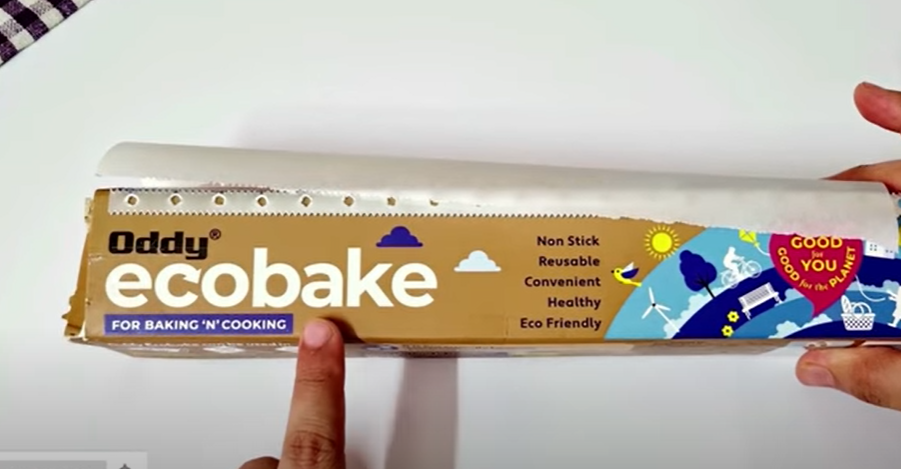 Oddy®
ecobake
FOR BAKING 'N' COOKING
Non Stick
Reusable
Convenient
Healthy
Eco Friendly
GOOD
for
YOU
GOOD for the PLANET